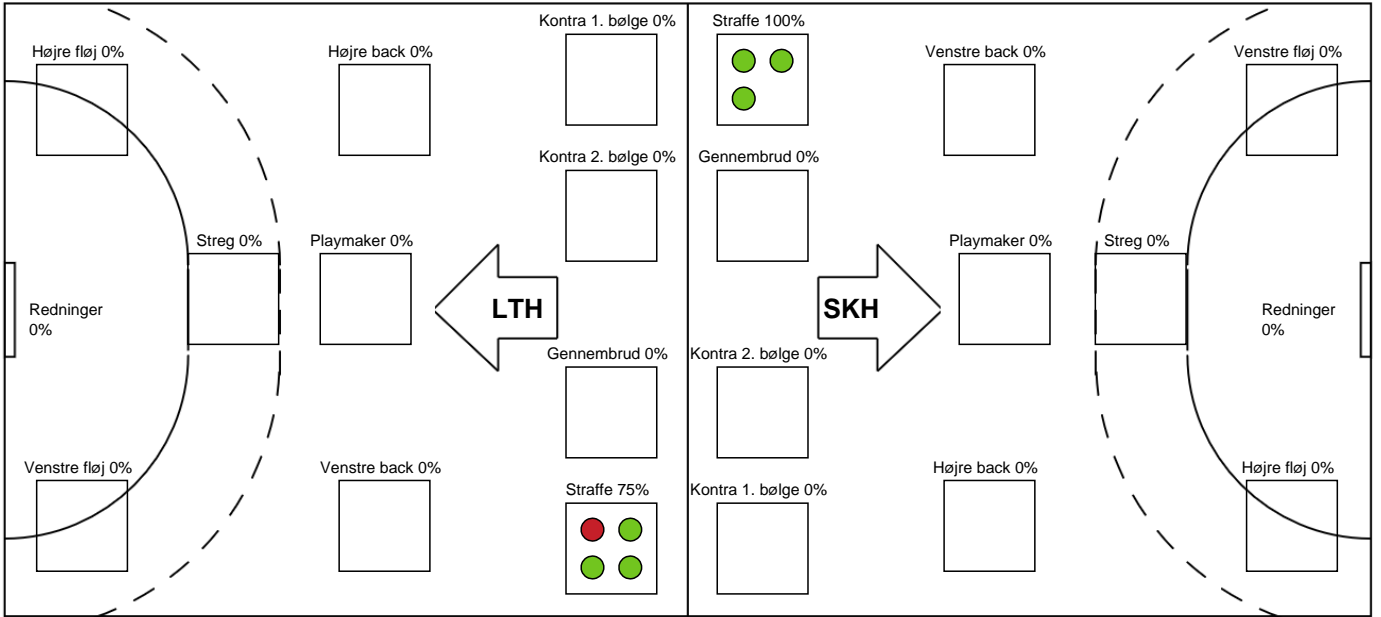 Kontra 1. bølge 0%
Straffe 100%
Højre fløj 0%
Højre back 0%
Venstre back 0%
Venstre fløj 0%
Kontra 2. bølge 0%
Gennembrud 0%
Streg 0%
Playmaker 0%
Playmaker 0%
Streg 0%
LTH
SKH
Redninger
0%
Redninger
0%
Gennembrud 0%
Kontra 2. bølge 0%
Venstre fløj 0%
Venstre back 0%
Højre back 0%
Højre fløj 0%
Straffe 75%
Kontra 1. bølge 0%